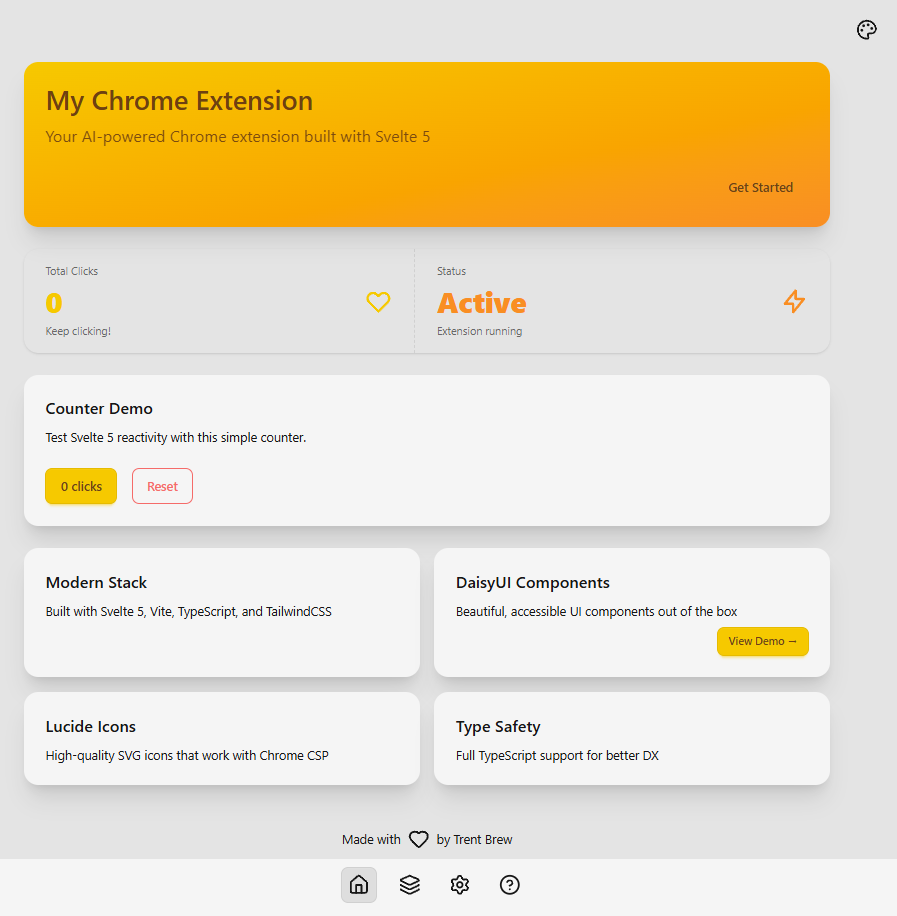 My Chrome Extension
Your AI-powered Chrome extension built with Svelte 5
Get Started
Total Clicks
0
Keep clicking!
Status
Active
Extension running
Counter Demo
Test Svelte 5 reactivity with this simple counter.
0 clicks
Reset
Modern Stack
Built with Svelte 5, Vite, TypeScript, and TailwindCSS
DaisyUI Components
Beautiful, accessible UI components out of the box
View Demo →
Lucide Icons
High-quality SVG icons that work with Chrome CSP
Type Safety
Full TypeScript support for better DX
Made with by Trent Brew